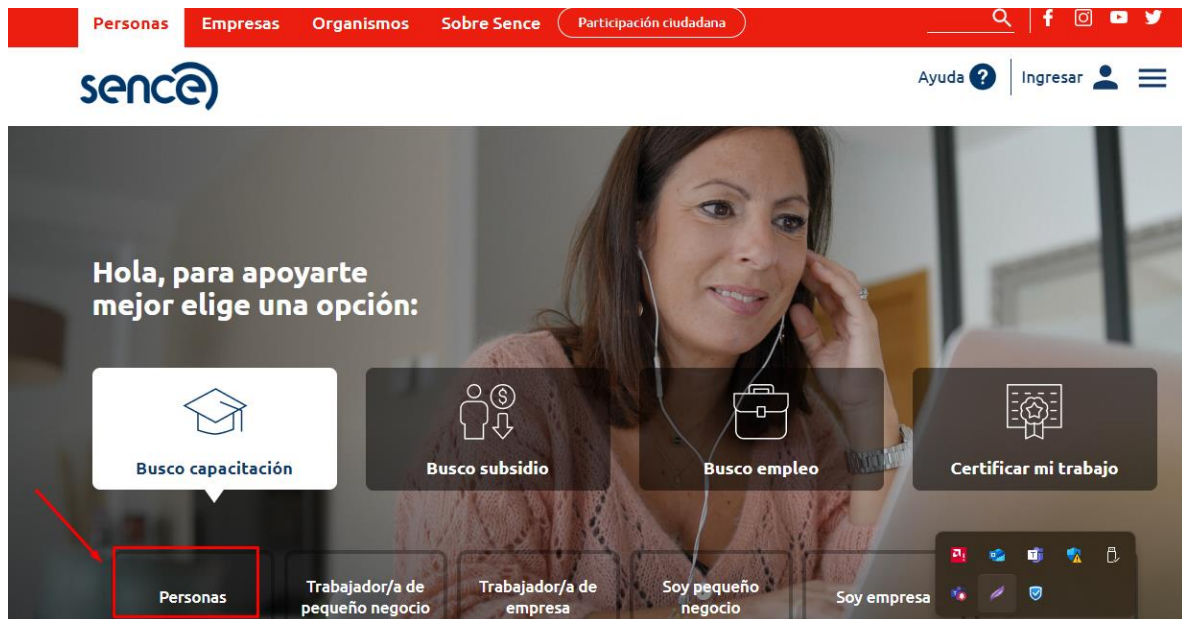 Personas Empresas Organismos Sobre Sence Participación ciudadana
sence
Ayuda ? Ingresar
Hola, para apoyarte
mejor elige una opción:
Busco capacitación
Busco subsidio
Busco empleo
Certificar mi trabajo
Personas
Trabajador/a de
pequeño negocio
Trabajador/a de
empresa
Soy pequeño
negocio
Soy empresa